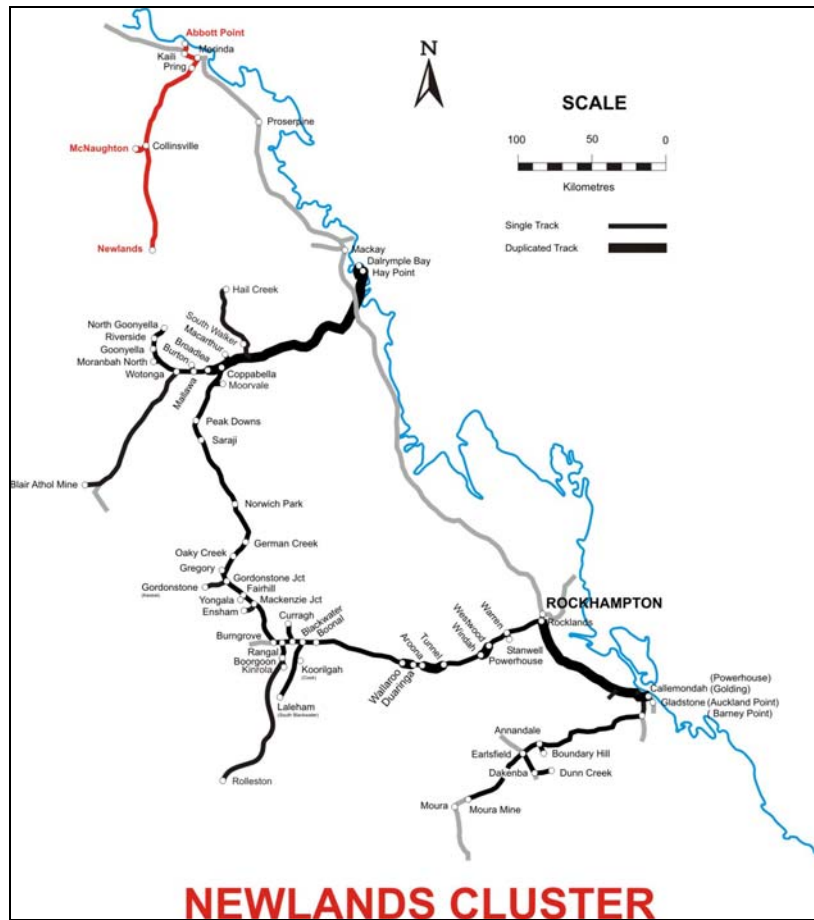 Abbott Point
Kaili
Merinda
Pring
N
SCALE
100 50 0
Kilometres
Single Track
Duplicated Track
Proserpine
McNaughton
Collinsville
Newlands
Mackay
Dalrymple Bay
Hay Point
Hail Creek
North Goonyella
South Walker
Riverside
Macarthur
Goonyella
Broadlea
Moranbah North
Burton
Wotonga
Mallawa
Coppabella
Moorvale
Peak Downs
Saraji
Blair Athol Mine
Norwich Park
German Creek
Oaky Creek
Gregory
Gordonstone Jct
Gordonstone
Fairhill
Yongala
Mackenzie Jct
Ensham
Curragh
Burngrove
Blackwater
Boonal
Rangal
Boorgoon
Kinrola
Koorilgah
(Cook)
Laleham
(South Blackwater)
Rolleston
Wallaroo
Duaringa
Aroona
Tunnel
Windah
Westwood
Warren
Stanwell
Powerhouse
ROCKHAMPTON
Rocklands
Callemondah (Powerhouse)
(Golding)
Gladstone (Auckland Point)
( Barney Point)
Annandale
Earlsfield
Boundary Hill
Dakenba
Dunn Creek
Moura
Moura Mine
NEWLANDS CLUSTER